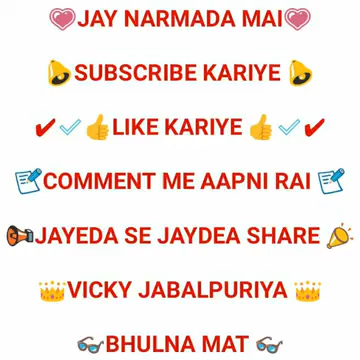 💗JAY NARMADA MAI💗
🔔SUBSCRIBE KARIYE 🔔
✔✓👍LIKE KARIYE 👍✓✔
📝COMMENT ME AAPNI RAI 📝
📢JAYEDA SE JAYDEA SHARE 📣
👑VICKY JABALPURIYA 👑
👓BHULNA MAT 👓